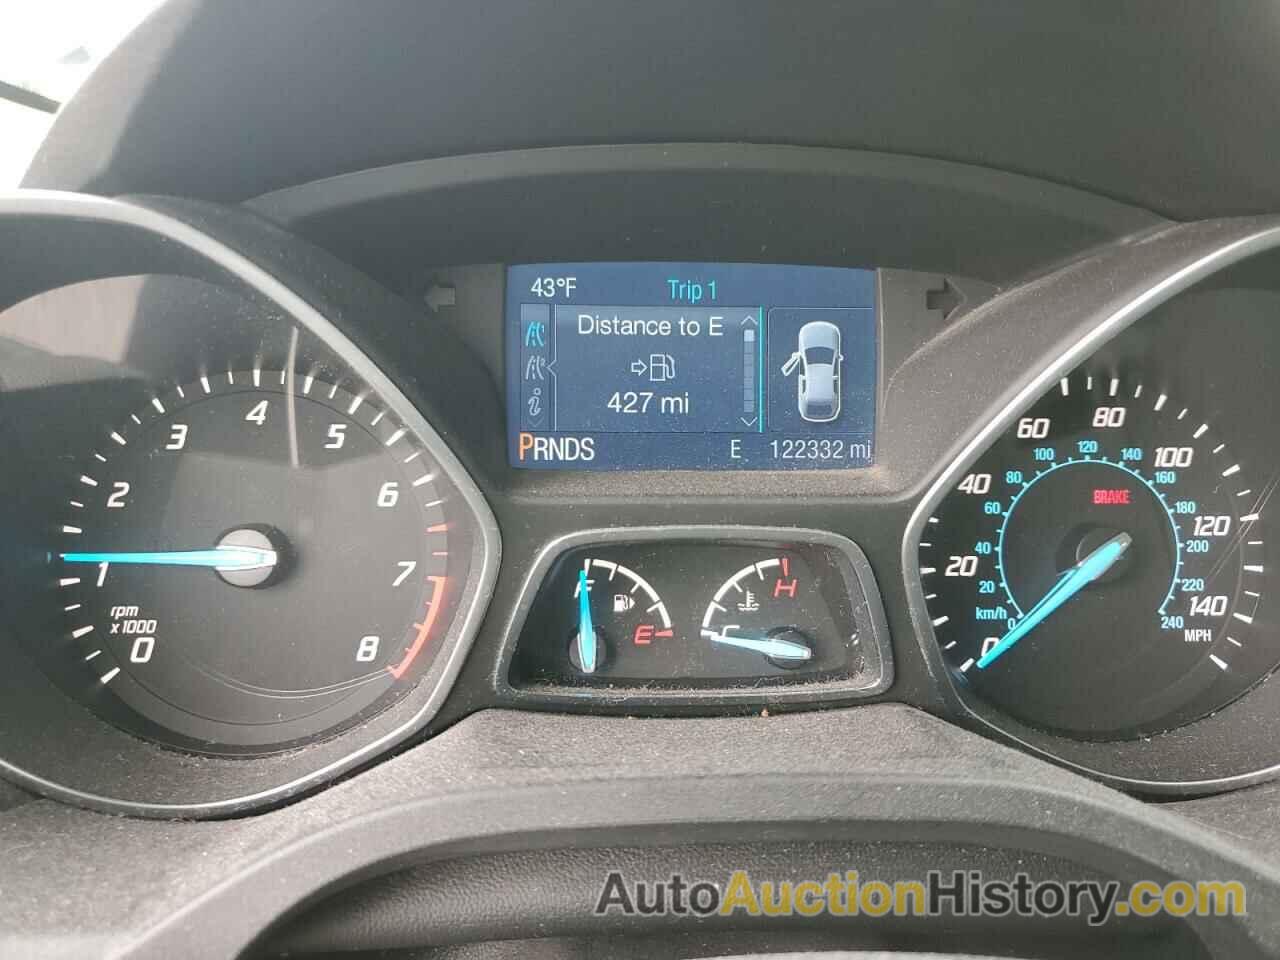 43°F
Trip 1
Distance to E
427 mi
PRNDS
E
122332 mi
0
1
2
3
4
5
6
7
8
rpm
x 1000
F
E
C
H
0
20
40
60
80
100
120
140
MPH
0
20
40
60
80
100
120
140
160
180
200
220
240
km/h
BRAKE
AutoAuctionHistory.com